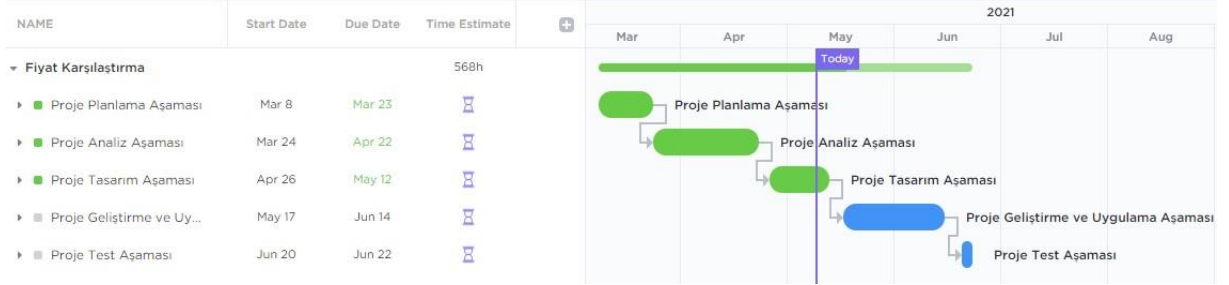 NAME Start Date Due Date Time Estimate
2021
Mar Apr May Jun Jul Aug
Today
Fiyat Karşılaştırma 568h
Proje Planlama Aşaması Mar 8 Mar 23 Proje Planlama Aşaması
Proje Analiz Aşaması Mar 24 Apr 22 Proje Analiz Aşaması
Proje Tasarım Aşaması Apr 26 May 12 Proje Tasarım Aşaması
Proje Geliştirme ve Uy... May 17 Jun 14 Proje Geliştirme ve Uygulama Aşaması
Proje Test Aşaması Jun 20 Jun 22 Proje Test Aşaması